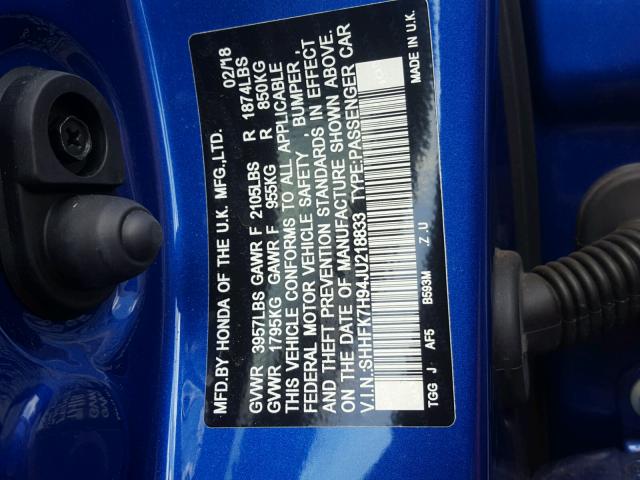 MFD.BY HONDA OF THE U.K. MFG.,LTD. 02/18
GVWR 3957LBS GAWR F 2105LBS R 1874LBS
GVWR 1795KG GAWR F 955KG R 850KG
THIS VEHICLE CONFORMS TO ALL APPLICABLE
FEDERAL MOTOR VEHICLE SAFETY , BUMPER ,
AND THEFT PREVENTION STANDARDS IN EFFECT
ON THE DATE OF MANUFACTURE SHOWN ABOVE.
V.I.N.:SHHFK7H94JU218833 TYPE:PASSENGER CAR
TGG J AF5 B593M Z U MADE IN U.K.